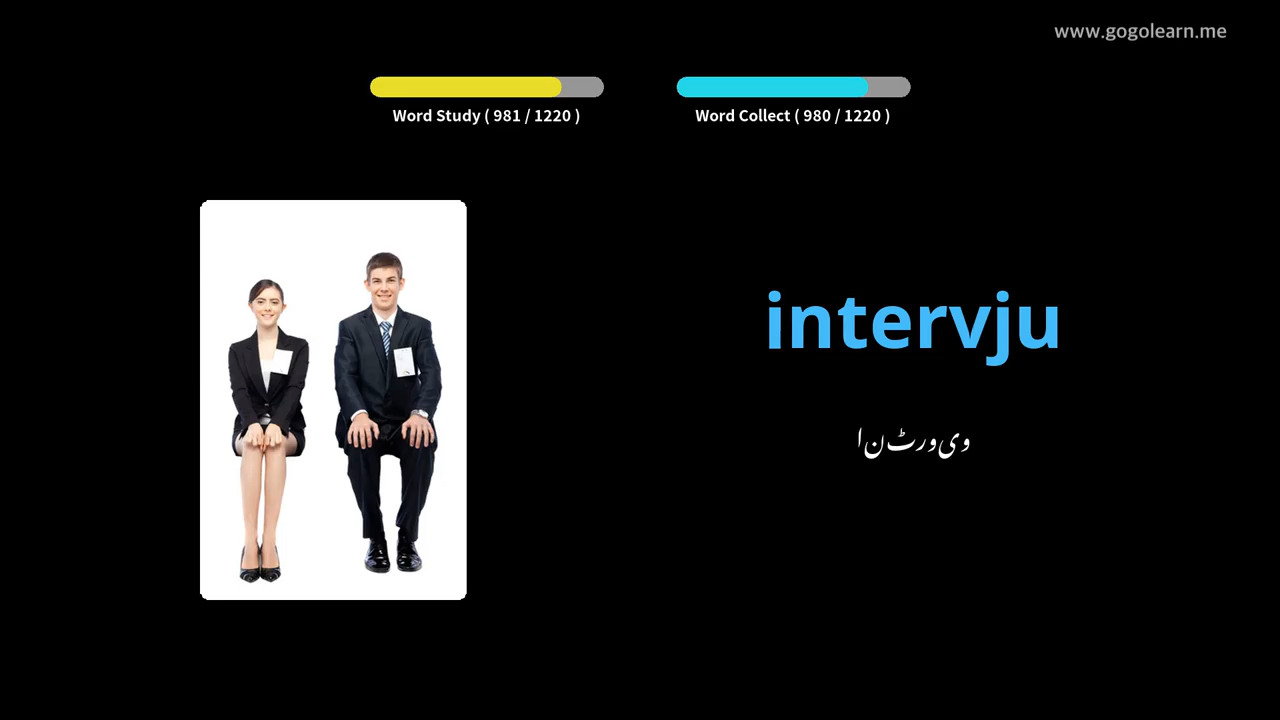 www.gogolearn.me
Word Study ( 981 / 1220 )
Word Collect ( 980 / 1220 )
intervju
انٹرویو